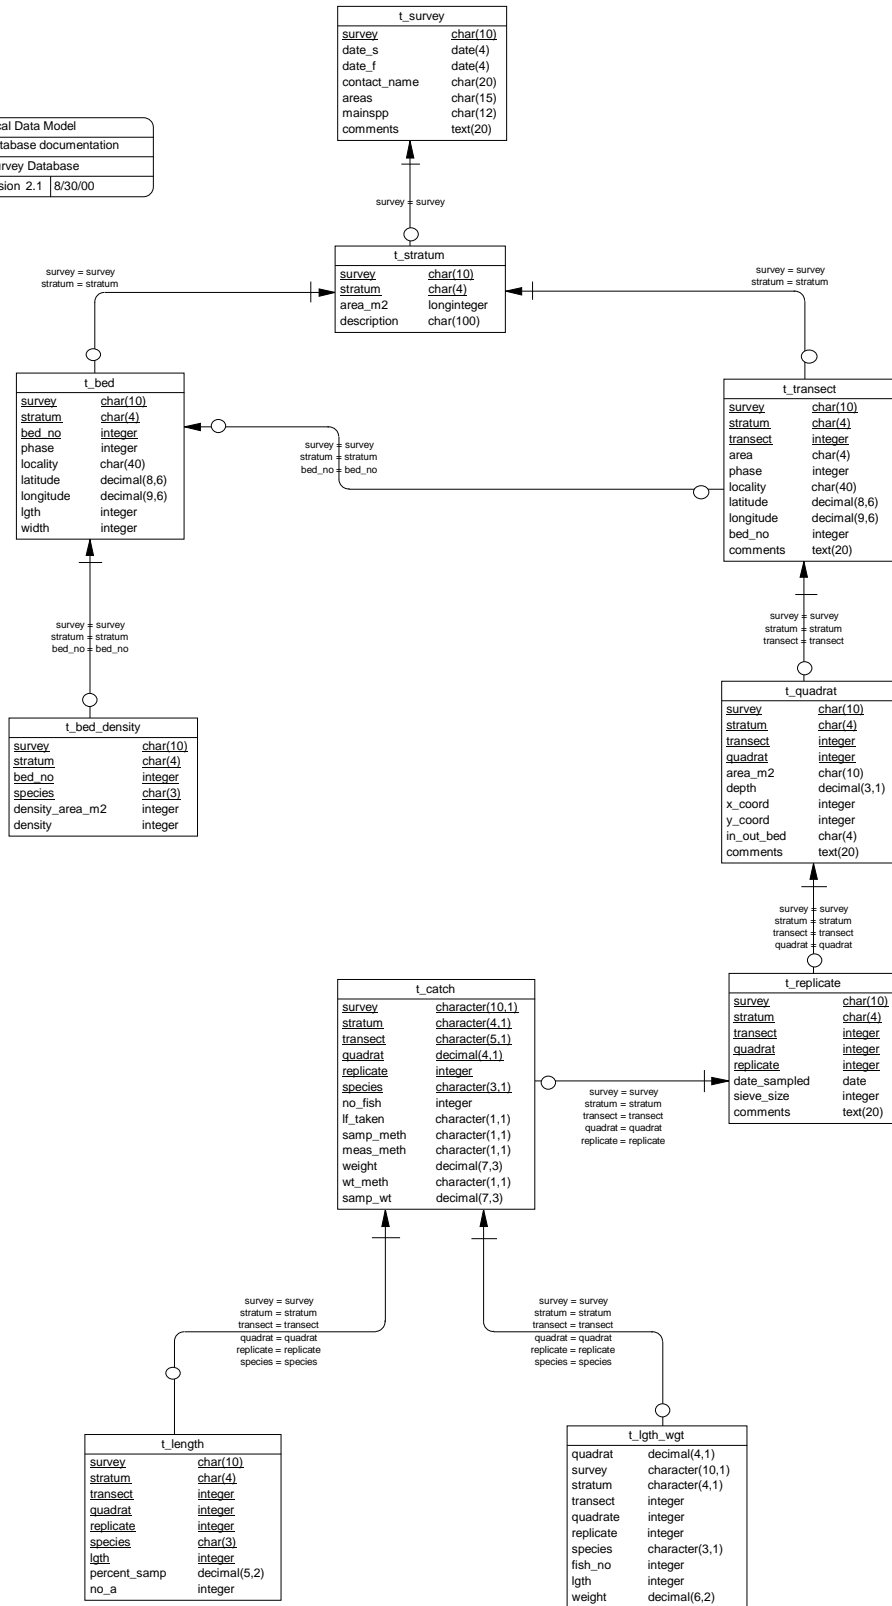 t_survey
survey char(10)
date_s date(4)
date_f date(4)
contact_name char(20)
areas char(15)
mainspp char(12)
comments text(20)
cal Data Model
tabase documentation
urvey Database
sion 2.1 8/30/00
survey = survey
t_stratum
survey char(10)
stratum char(4)
area_m2 longinteger
description char(100)
survey = survey
stratum = stratum
survey = survey
stratum = stratum
t_bed
survey char(10)
stratum char(4)
bed_no integer
phase integer
locality char(40)
latitude decimal(8,6)
longitude decimal(9,6)
lgth integer
width integer
t_transect
survey char(10)
stratum char(4)
transect integer
area char(4)
phase integer
locality char(40)
latitude decimal(8,6)
longitude decimal(9,6)
bed_no integer
comments text(20)
survey = survey
stratum = stratum
bed_no = bed_no
survey = survey
stratum = stratum
bed_no = bed_no
survey = survey
stratum = stratum
transect = transect
t_bed_density
survey char(10)
stratum char(4)
bed_no integer
species char(3)
density_area_m2 integer
density integer
t_quadrat
survey char(10)
stratum char(4)
transect integer
quadrat integer
area_m2 char(10)
depth decimal(3,1)
x_coord integer
y_coord integer
in_out_bed char(4)
comments text(20)
survey = survey
stratum = stratum
transect = transect
quadrat = quadrat
t_catch
survey character(10,1)
stratum character(4,1)
transect character(5,1)
quadrat decimal(4,1)
replicate integer
species character(3,1)
no_fish integer
lf_taken character(1,1)
samp_meth character(1,1)
meas_meth character(1,1)
weight decimal(7,3)
wt_meth character(1,1)
samp_wt decimal(7,3)
t_replicate
survey char(10)
stratum char(4)
transect integer
quadrat integer
replicate integer
date_sampled date
sieve_size integer
comments text(20)
survey = survey
stratum = stratum
transect = transect
quadrat = quadrat
replicate = replicate
survey = survey
stratum = stratum
transect = transect
quadrat = quadrat
replicate = replicate
species = species
survey = survey
stratum = stratum
transect = transect
quadrat = quadrat
replicate = replicate
species = species
t_length
survey char(10)
stratum char(4)
transect integer
quadrat integer
replicate integer
species char(3)
lgth integer
percent_samp decimal(5,2)
no_a integer
t_lgth_wgt
quadrat decimal(4,1)
survey character(10,1)
stratum character(4,1)
transect integer
quadrate integer
replicate integer
species character(3,1)
fish_no integer
lgth integer
weight decimal(6,2)